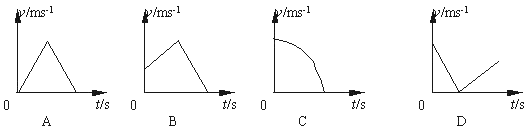 v/ms⁻¹ v/ms⁻¹ v/ms⁻¹ v/ms⁻¹
0 t/s 0 t/s 0 t/s 0 t/s
A B C D